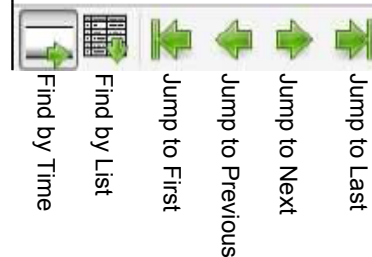 Find by Time
Find by List
Jump to First
Jump to Previous
Jump to Next
Jump to Last